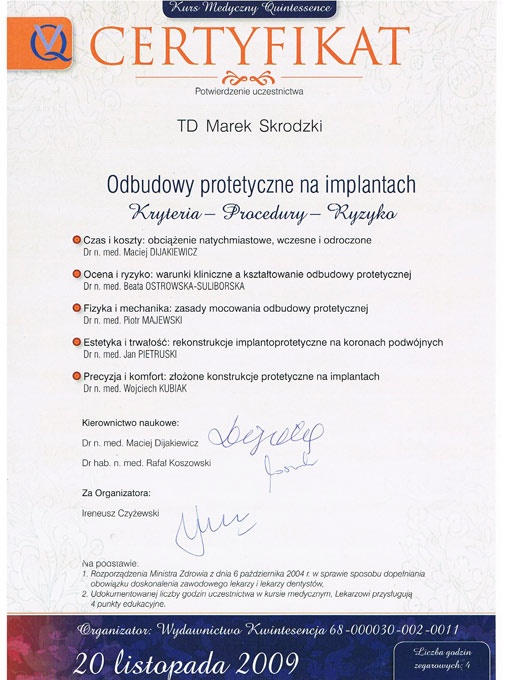 Kurs Medyczny Quintessence
VQ
CERTYFIKAT
Potwierdzenie uczestnictwa
TD Marek Skrodzki
Odbudowy protetyczne na implantach
Kryteria – Procedury – Ryzyko
Czas i koszty: obciążenie natychmiastowe, wczesne i odroczone
Dr n. med. Maciej DIJAKIEWICZ
Ocena i ryzyko: warunki kliniczne a kształtowanie odbudowy protetycznej
Dr n. med. Beata OSTROWSKA-SULIBORSKA
Fizyka i mechanika: zasady mocowania odbudowy protetycznej
Dr n. med. Piotr MAJEWSKI
Estetyka i trwałość: rekonstrukcje implantoprotetyczne na koronach podwójnych
Dr n. med. Jan PIETRUSKI
Precyzja i komfort: złożone konstrukcje protetyczne na implantach
Dr n. med. Wojciech KUBIAK
Kierownictwo naukowe:
Dr n. med. Maciej Dijakiewicz
Dr hab. n. med. Rafał Koszowski
Za Organizatora:
Ireneusz Czyżewski
Na podstawie:
1. Rozporządzenia Ministra Zdrowia z dnia 6 października 2004 r. w sprawie sposobu dopełniania
obowiązku doskonalenia zawodowego lekarzy i lekarzy dentystów,
2. Udokumentowanej liczby godzin uczestnictwa w kursie medycznym, Lekarzowi przysługują
4 punkty edukacyjne.
Organizator: Wydawnictwo Kwintesencja 68-000030-002-0011
20 listopada 2009
Liczba godzin
zegarowych: 4